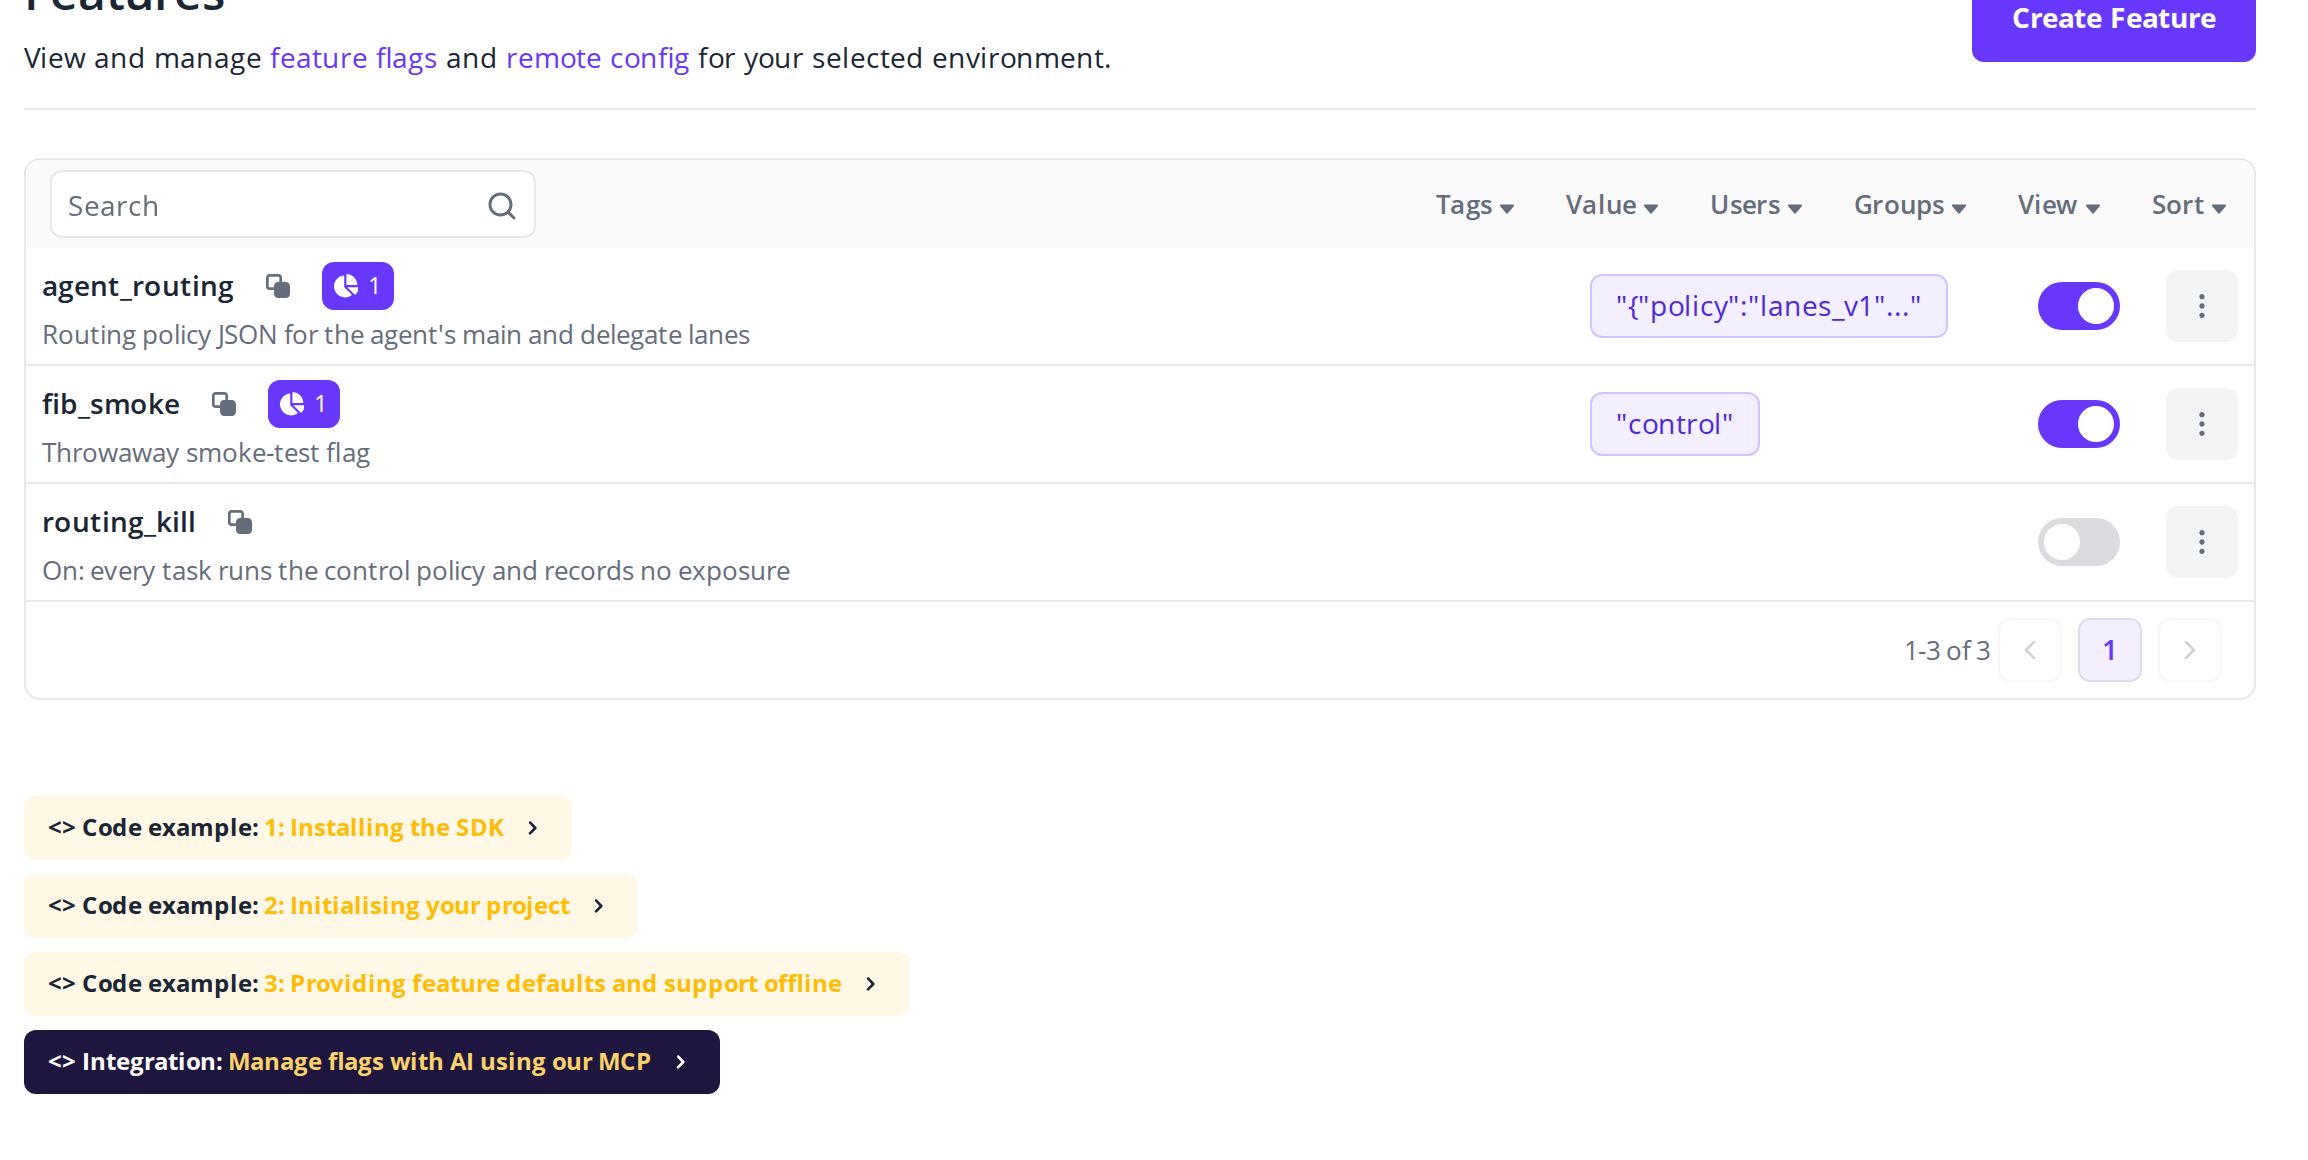 Features
Create Feature
View and manage feature flags and remote config for your selected environment.
Search
Tags
Value
Users
Groups
View
Sort
agent_routing
1
Routing policy JSON for the agent's main and delegate lanes
"{"policy":"lanes_v1"..."
fib_smoke
1
Throwaway smoke-test flag
"control"
routing_kill
On: every task runs the control policy and records no exposure
1-3 of 3
1
<> Code example: 1: Installing the SDK
<> Code example: 2: Initialising your project
<> Code example: 3: Providing feature defaults and support offline
<> Integration: Manage flags with AI using our MCP